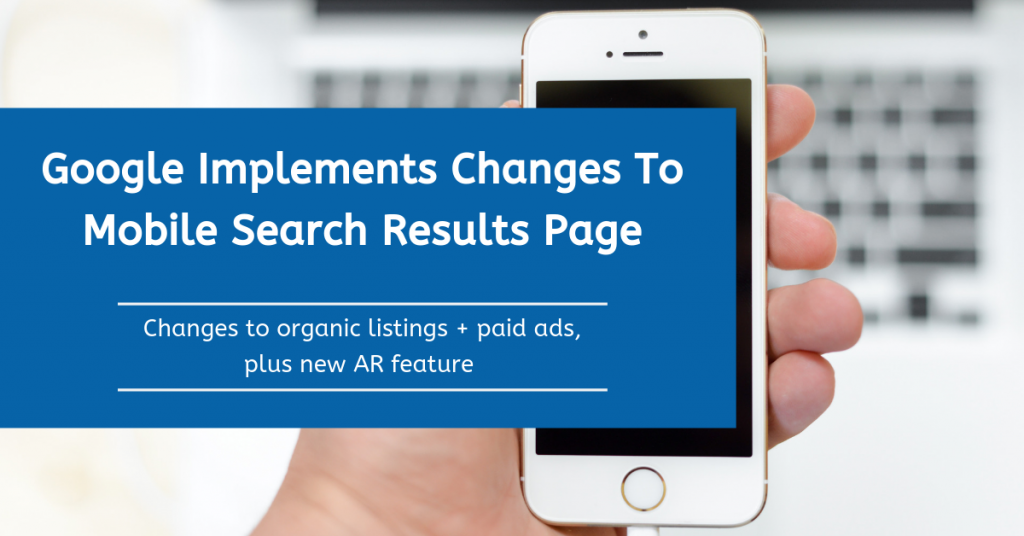 Google Implements Changes To
Mobile Search Results Page
Changes to organic listings + paid ads,
plus new AR feature